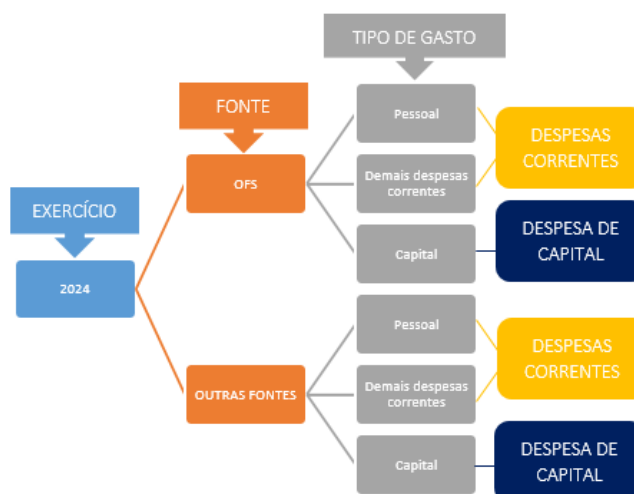 TIPO DE GASTO
FONTE
EXERCÍCIO
2024
OFS
Pessoal
Demais despesas
correntes
Capital
DESPESAS
CORRENTES
DESPESA DE
CAPITAL
OUTRAS FONTES
Pessoal
Demais despesas
correntes
Capital
DESPESAS
CORRENTES
DESPESA DE
CAPITAL